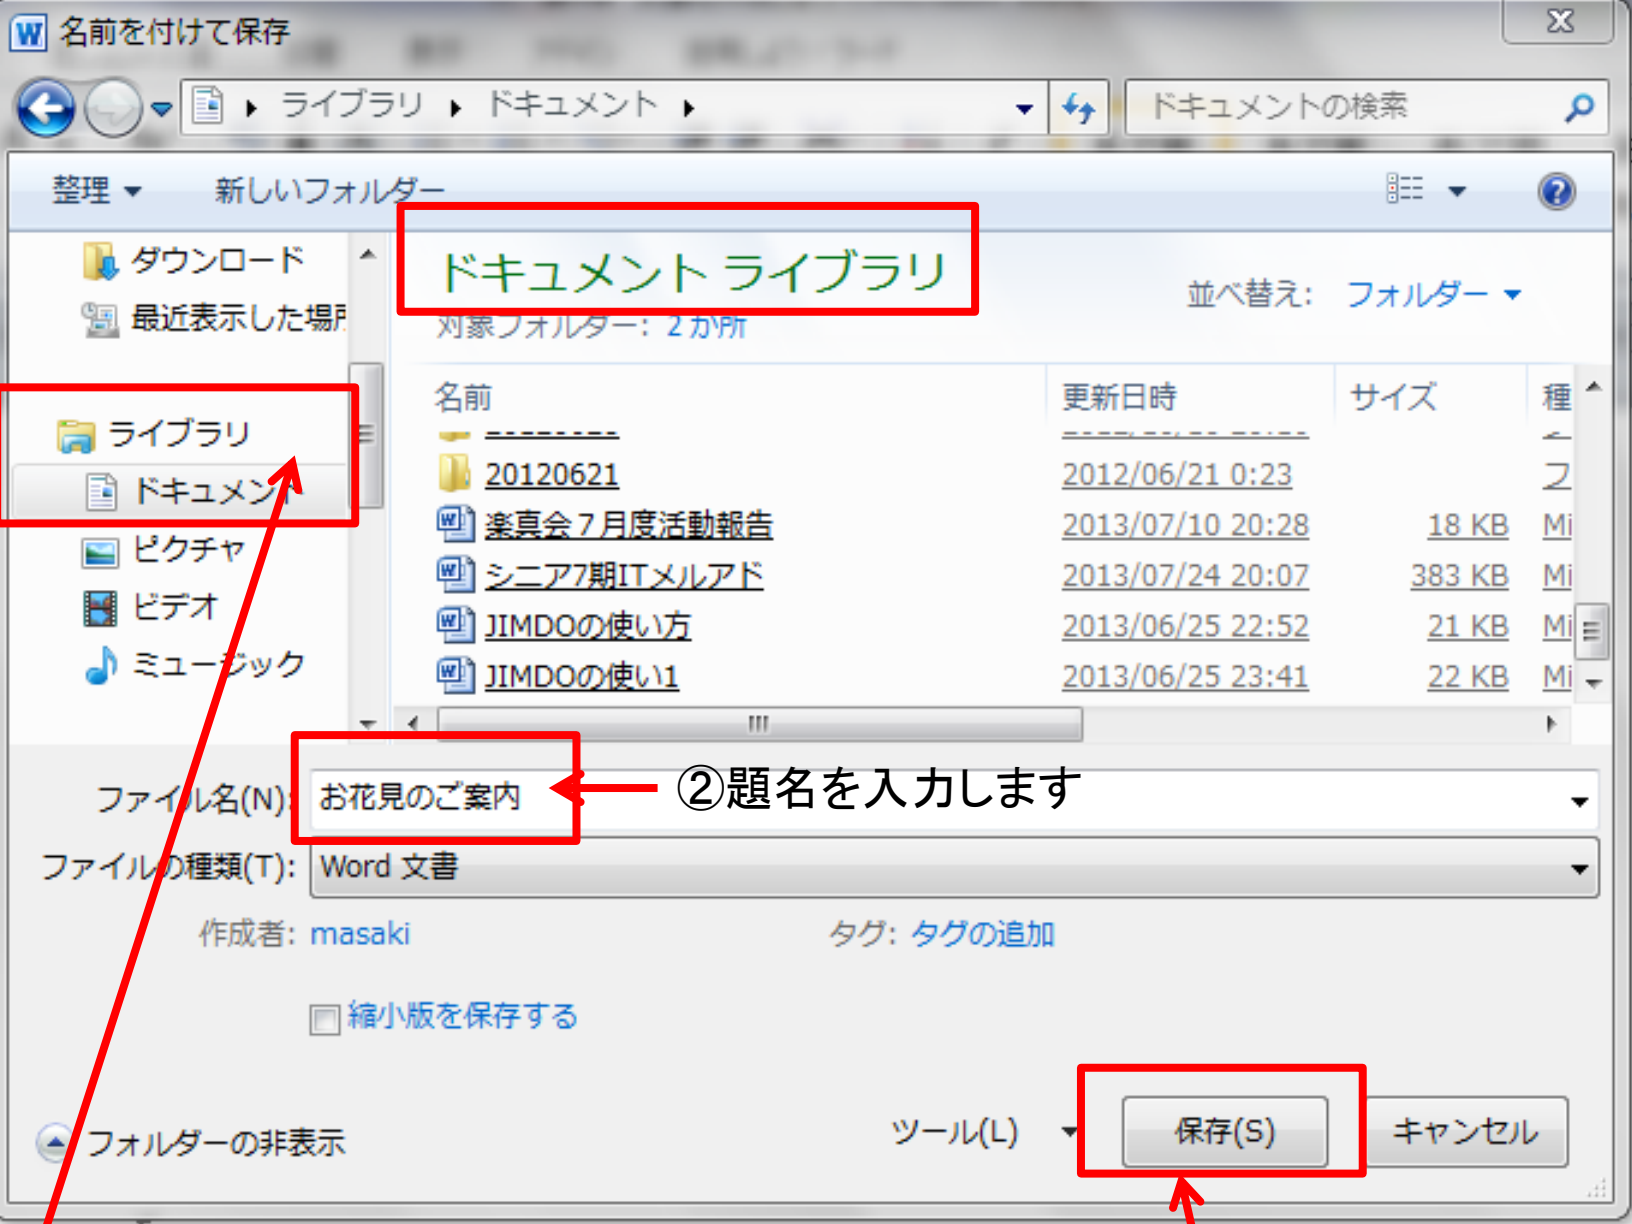 名前を付けて保存
ライブラリ ▶ ドキュメント ▶
ドキュメントの検索
整理 ▼ 新しいフォルダー
ダウンロード
最近表示した場所
ライブラリ
ドキュメント
ピクチャ
ビデオ
ミュージック
ドキュメント ライブラリ
対象フォルダー: 2 か所
並べ替え: フォルダー ▼
名前 更新日時 サイズ 種
20120621 2012/06/21 0:23 フ
楽真会7月度活動報告 2013/07/10 20:28 18 KB Mi
シニア7期ITメルアド 2013/07/24 20:07 383 KB Mi
JIMDOの使い方 2013/06/25 22:52 21 KB Mi
JIMDOの使い1 2013/06/25 23:41 22 KB Mi
ファイル名(N): お花見のご案内
②題名を入力します
ファイルの種類(T): Word 文書
作成者: masaki タグ: タグの追加
縮小版を保存する
フォルダーの非表示
ツール(L) ▼ 保存(S) キャンセル